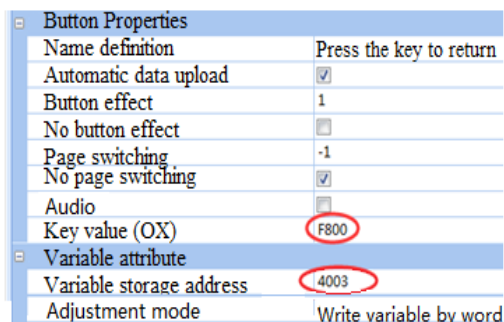 Button Properties
Name definition Press the key to return
Automatic data upload
Button effect 1
No button effect
Page switching -1
No page switching
Audio
Key value (OX) F800
Variable attribute
Variable storage address 4003
Adjustment mode Write variable by word